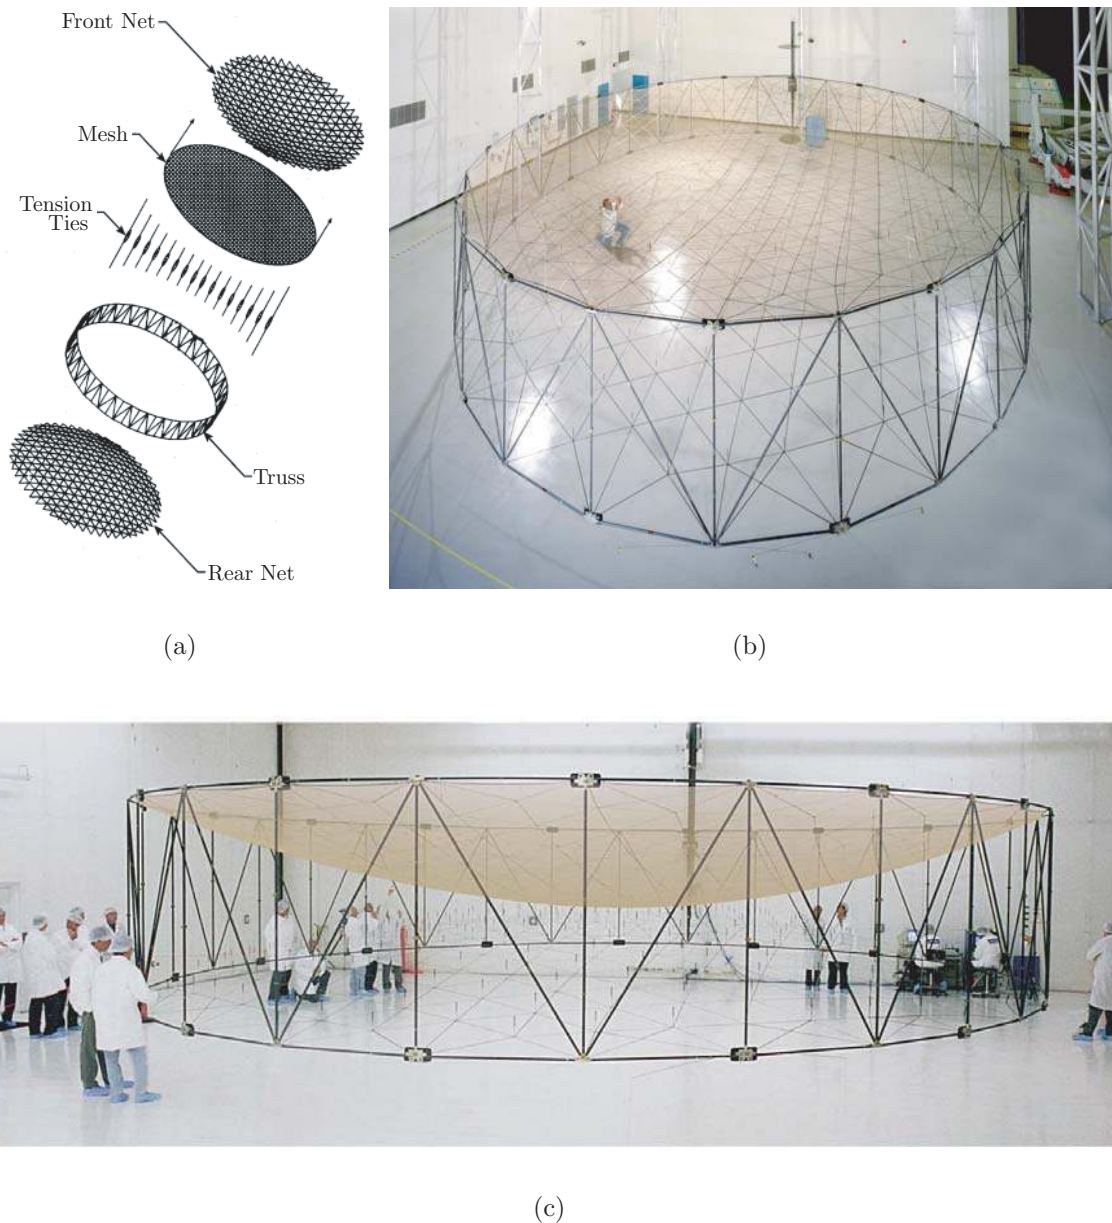 Front Net
Mesh
Tension
Ties
Truss
Rear Net
(a)
(b)
(c)